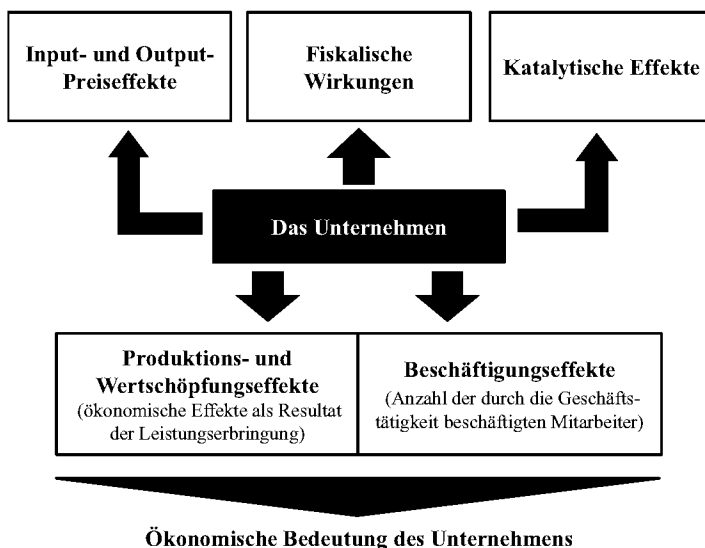 Input- und Output-
Preiseffekte
Fiskalische
Wirkungen
Katalytische Effekte
Das Unternehmen
Produktions- und
Wertschöpfungseffekte
(ökonomische Effekte als Resultat
der Leistungserbringung)
Beschäftigungseffekte
(Anzahl der durch die Geschäfts-
tätigkeit beschäftigten Mitarbeiter)
Ökonomische Bedeutung des Unternehmens